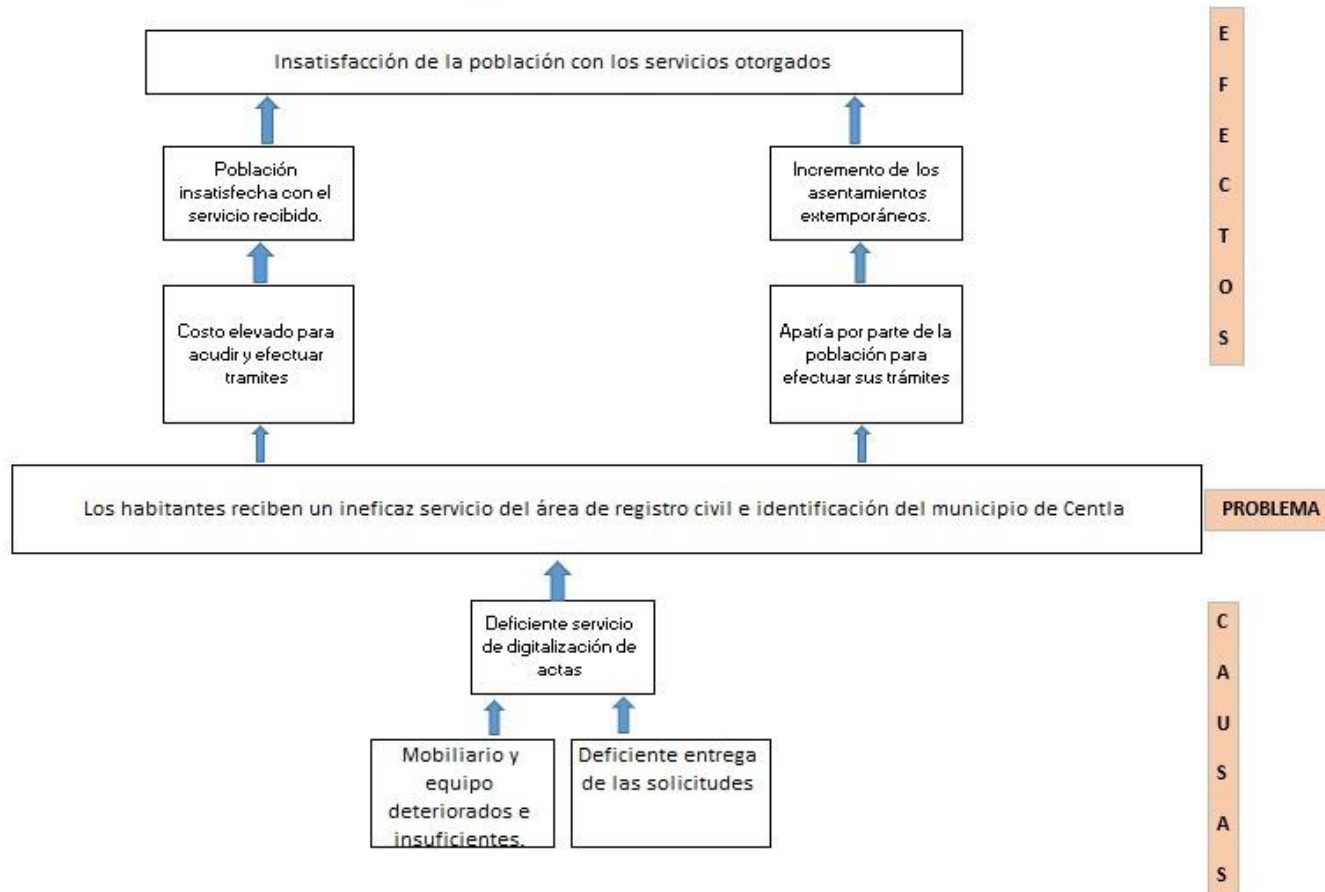 Insatisfacción de la población con los servicios otorgados
Población
insatisfecha con el
servicio recibido.
Incremento de los
asentamientos
extemporáneos.
Costo elevado para
acudir y efectuar
tramites
Apatía por parte de la
población para
efectuar sus trámites
E
F
E
C
T
O
S
Los habitantes reciben un ineficaz servicio del área de registro civil e identificación del municipio de Centla
PROBLEMA
Deficiente servicio
de digitalización de
actas
Mobiliario y
equipo
deteriorados e
insuficientes.
Deficiente entrega
de las solicitudes
C
A
U
S
A
S